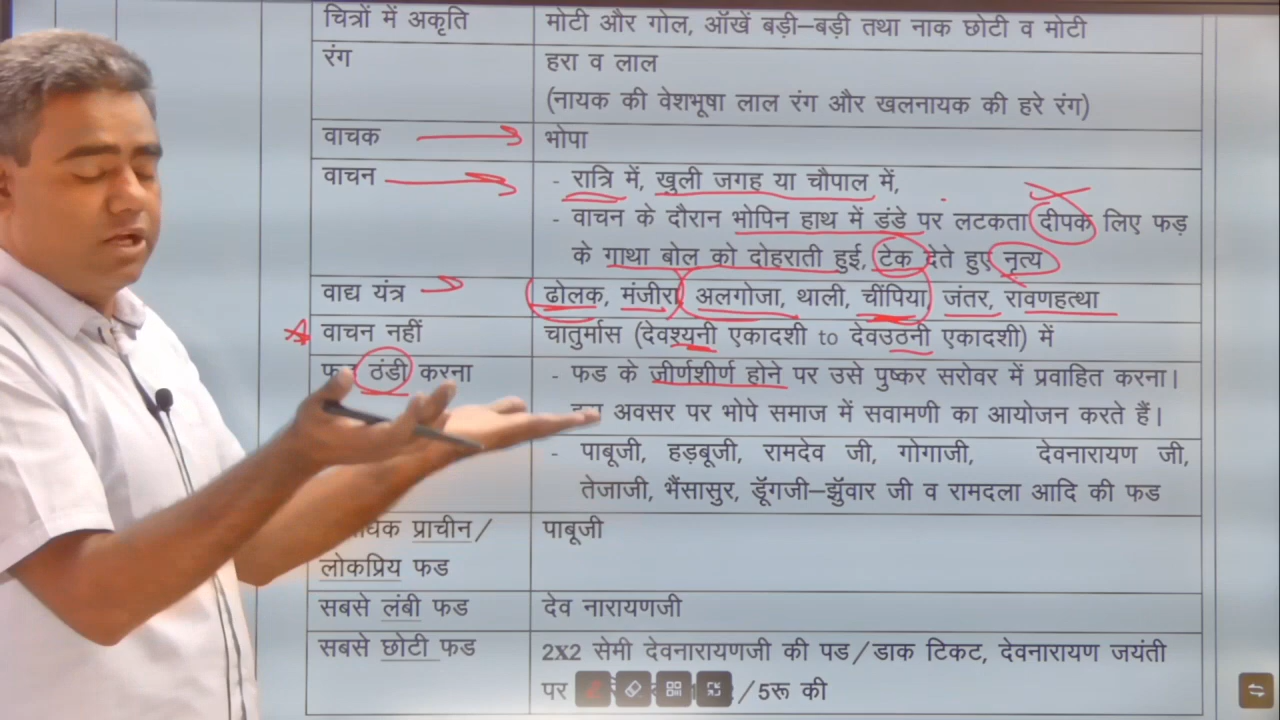 चित्रों में अकृति मोटी और गोल, ऑखें बड़ी–बड़ी तथा नाक छोटी व मोटी
रंग हरा व लाल
(नायक की वेशभूषा लाल रंग और खलनायक की हरे रंग)
वाचक भोपा
वाचन - रात्रि में, खुली जगह या चौपाल में,
- वाचन के दौरान भोपिन हाथ में डंडे पर लटकता दीपक लिए फड़
के गाथा बोल को दोहराती हुई, टेक देते हुए नृत्य
वाद्य यंत्र ढोलक, मंजीरा, अलगोजा, थाली, चींपिया, जंतर, रावणहत्था
वाचन नहीं चातुर्मास (देवश्यनी एकादशी to देवउठनी एकादशी) में
ठंडी करना - फड के जीर्णशीर्ण होने पर उसे पुष्कर सरोवर में प्रवाहित करना।
अवसर पर भोपे समाज में सवामणी का आयोजन करते हैं।
- पाबूजी, हड़बूजी, रामदेव जी, गोगाजी, देवनारायण जी,
तेजाजी, भैंसासुर, डूॅगजी–झुॅवार जी व रामदला आदि की फड
प्राचीन/ पाबूजी
लोकप्रिय फड
सबसे लंबी फड देव नारायणजी
सबसे छोटी फड 2X2 सेमी देवनारायणजी की पड/डाक टिकट, देवनारायण जयंती
पर /5रू की